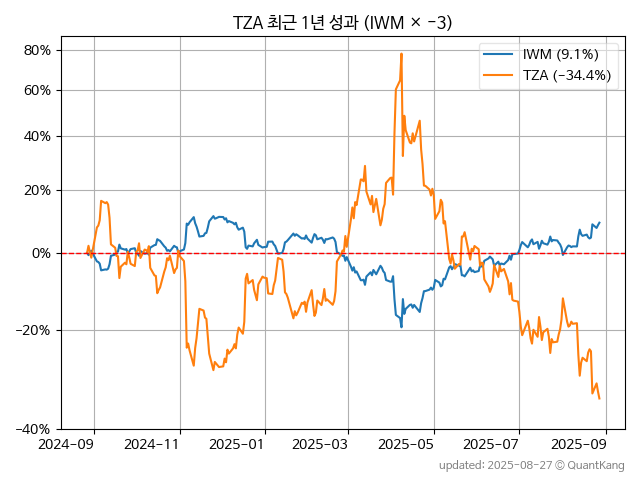 TZA 최근 1년 성과 (IWM × −3)
IWM (9.1%)
TZA (−34.4%)
80%
60%
40%
20%
0%
−20%
−40%
2024-09 2024-11 2025-01 2025-03 2025-05 2025-07 2025-09
updated: 2025-08-27 © QuantKang